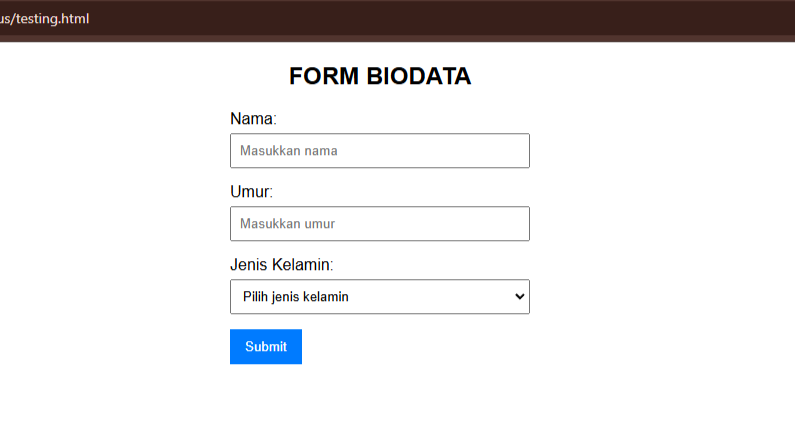 us/testing.html
FORM BIODATA
Nama:
Masukkan nama
Umur:
Masukkan umur
Jenis Kelamin:
Pilih jenis kelamin
Submit